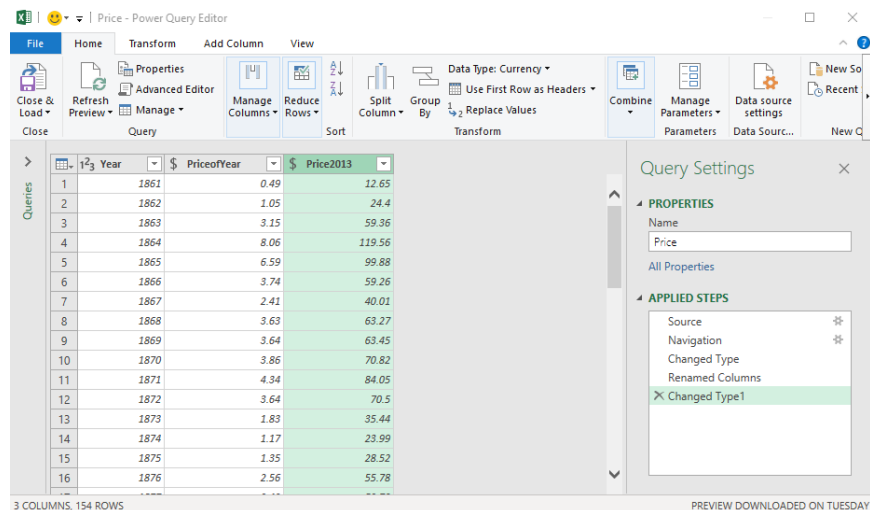 Price - Power Query Editor
File Home Transform Add Column View
Close & Load
Close
Refresh Preview
Properties
Advanced Editor
Manage
Query
Manage Columns
Reduce Rows
Sort
Split Column
Group By
Data Type: Currency
Use First Row as Headers
Replace Values
Transform
Combine
Manage Parameters
Parameters
Data source settings
Data Sourc...
New So
Recent
New Q
Queries
Year PriceofYear Price2013
1 1861 0.49 12.65
2 1862 1.05 24.4
3 1863 3.15 59.36
4 1864 8.06 119.56
5 1865 6.59 99.88
6 1866 3.74 59.26
7 1867 2.41 40.01
8 1868 3.63 63.27
9 1869 3.64 63.45
10 1870 3.86 70.82
11 1871 4.34 84.05
12 1872 3.64 70.5
13 1873 1.83 35.44
14 1874 1.17 23.99
15 1875 1.35 28.52
16 1876 2.56 55.78
Query Settings
PROPERTIES
Name
Price
All Properties
APPLIED STEPS
Source
Navigation
Changed Type
Renamed Columns
Changed Type1
3 COLUMNS, 154 ROWS
PREVIEW DOWNLOADED ON TUESDAY